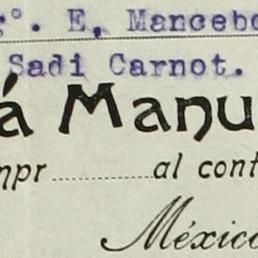 º. E, Mancebo
Sadi Carnot.
á Manu
mpr ............ al cont
México